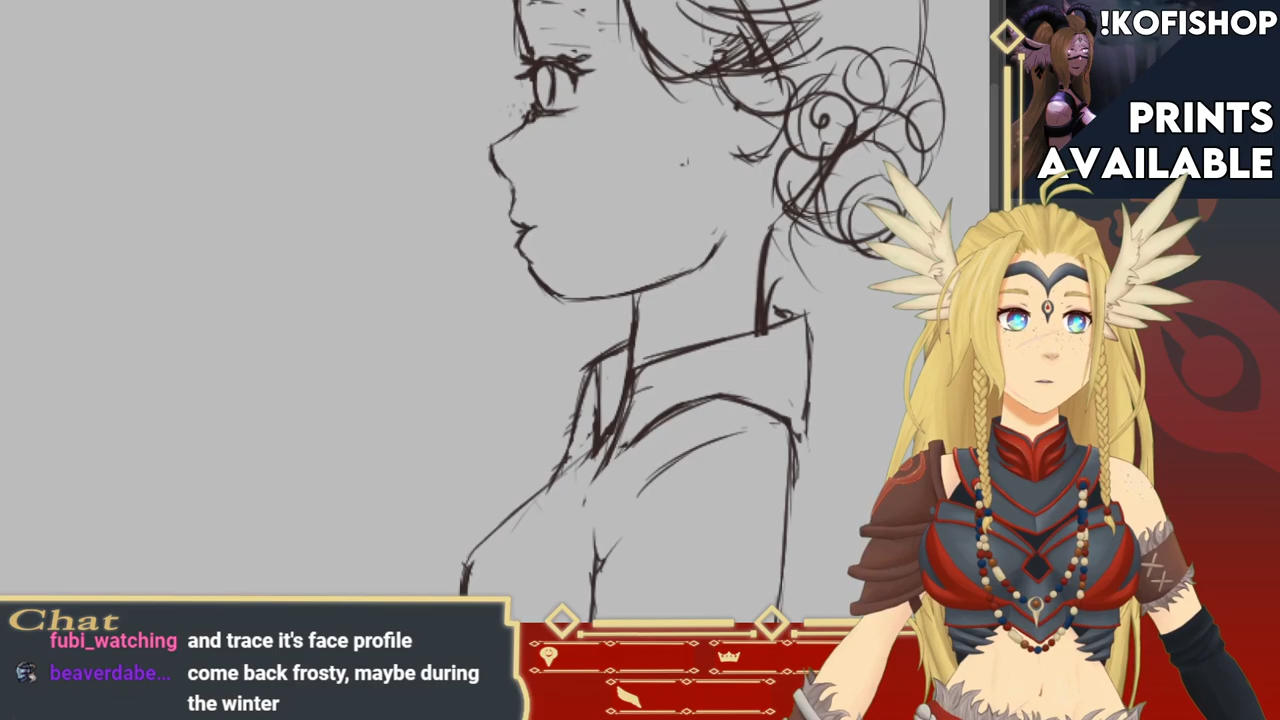 !KOFISHOP
PRINTS
AVAILABLE
Chat
fubi_watching and trace it's face profile
beaverdabe... come back frosty, maybe during
the winter